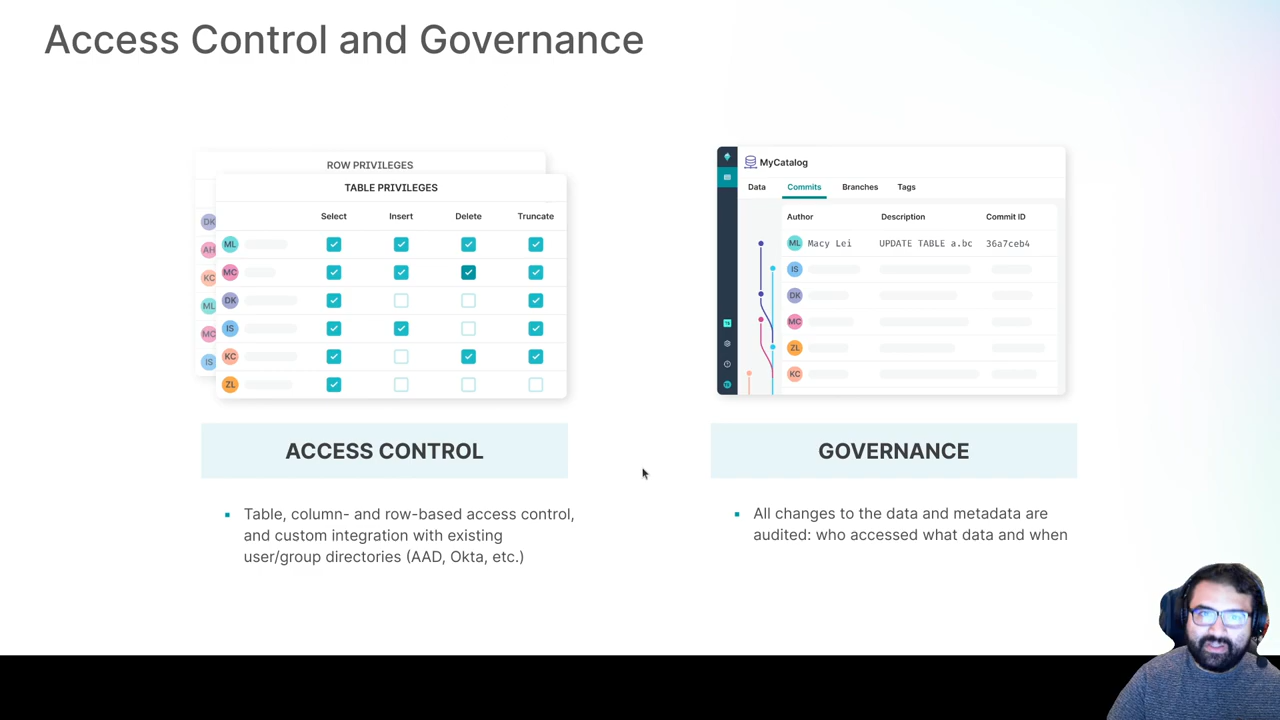 Access Control and Governance
ROW PRIVILEGES
TABLE PRIVILEGES
Select Insert Delete Truncate
DK
AH
KC
ML
MC
IS
ML
MC
DK
IS
KC
ZL
ACCESS CONTROL
▪ Table, column- and row-based access control,
and custom integration with existing
user/group directories (AAD, Okta, etc.)
MyCatalog
Data Commits Branches Tags
Author Description Commit ID
ML Macy Lei UPDATE TABLE a.bc 36a7ceb4
IS
DK
MC
ZL
KC
GOVERNANCE
▪ All changes to the data and metadata are
audited: who accessed what data and when